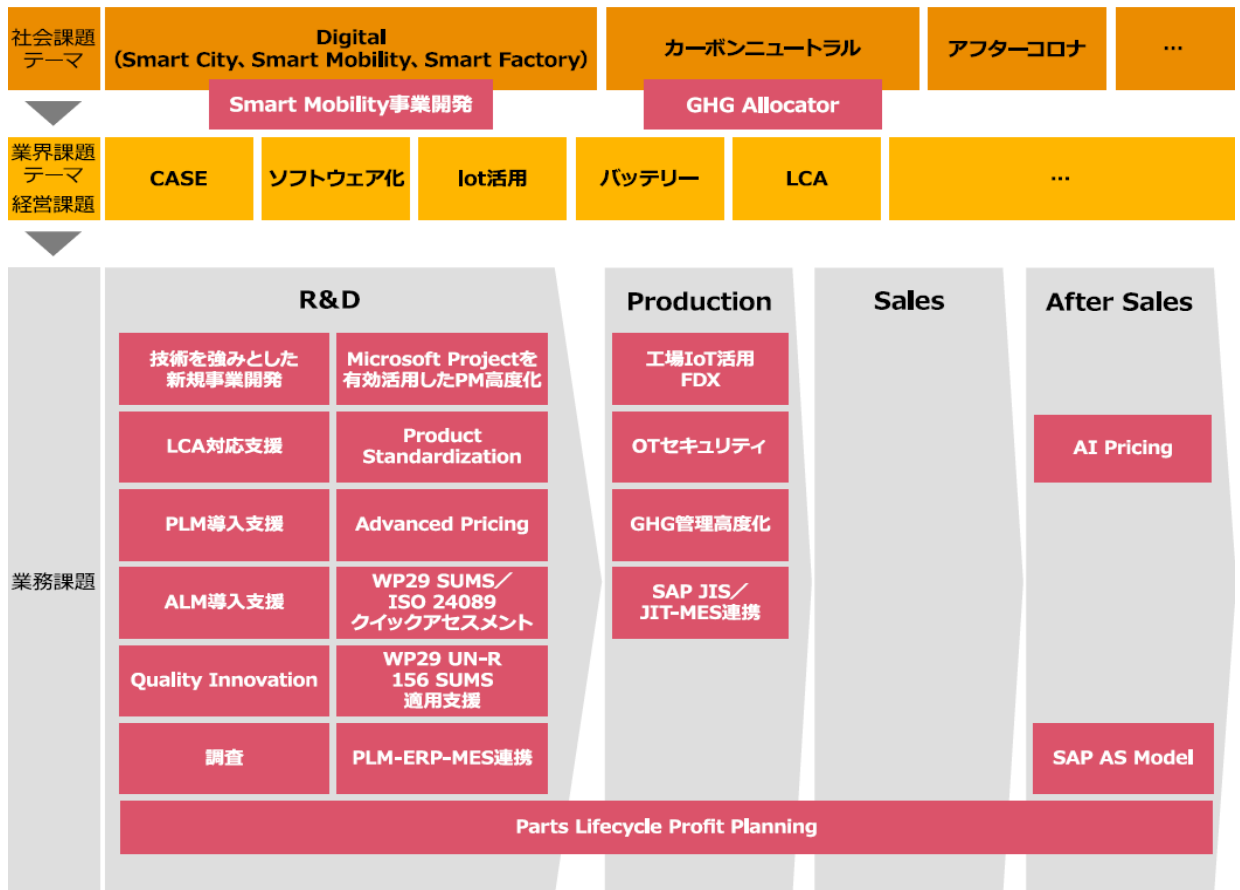 社会課題
テーマ
Digital
（Smart City、Smart Mobility、Smart Factory）
カーボンニュートラル
アフターコロナ
…
Smart Mobility事業開発
GHG Allocator
業界課題
テーマ
経営課題
CASE
ソフトウェア化
Iot活用
バッテリー
LCA
…
業務課題
R&D
技術を強みとした
新規事業開発
Microsoft Projectを
有効活用したPM高度化
LCA対応支援
Product
Standardization
PLM導入支援
Advanced Pricing
ALM導入支援
WP29 SUMS／
ISO 24089
クイックアセスメント
Quality Innovation
WP29 UN-R
156 SUMS
適用支援
調査
PLM-ERP-MES連携
Production
工場IoT活用
FDX
OTセキュリティ
GHG管理高度化
SAP JIS／
JIT-MES連携
Sales
After Sales
AI Pricing
SAP AS Model
Parts Lifecycle Profit Planning